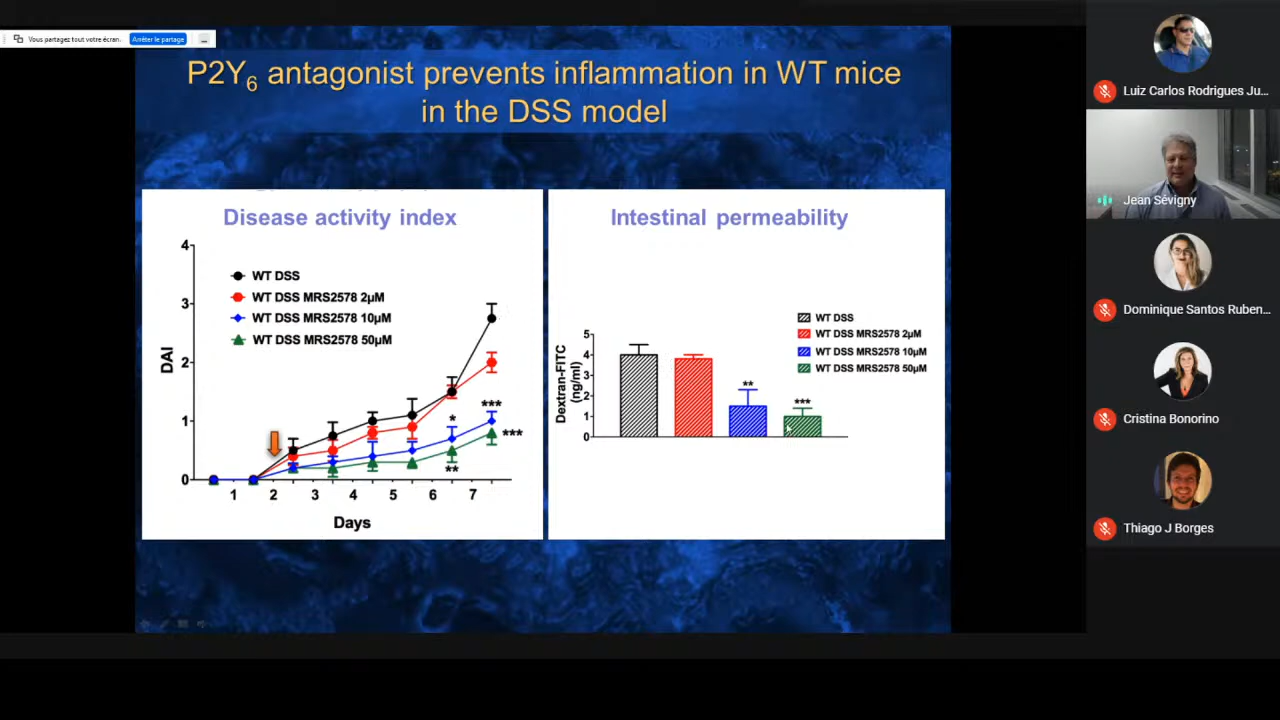 Vous partagez tout votre écran.
Arrêter le partage
...
P2Y6 antagonist prevents inflammation in WT mice
in the DSS model
Disease activity index
4
3
2
1
0
DAI
WT DSS
WT DSS MRS2578 2µM
WT DSS MRS2578 10µM
WT DSS MRS2578 50µM
*
**
***
***
1 2 3 4 5 6 7
Days
Intestinal permeability
WT DSS
WT DSS MRS2578 2µM
WT DSS MRS2578 10µM
WT DSS MRS2578 50µM
Dextran-FITC
(ng/ml)
5
4
3
2
1
0
**
***
Luiz Carlos Rodrigues Ju...
Jean Sévigny
Dominique Santos Ruben...
Cristina Bonorino
Thiago J Borges